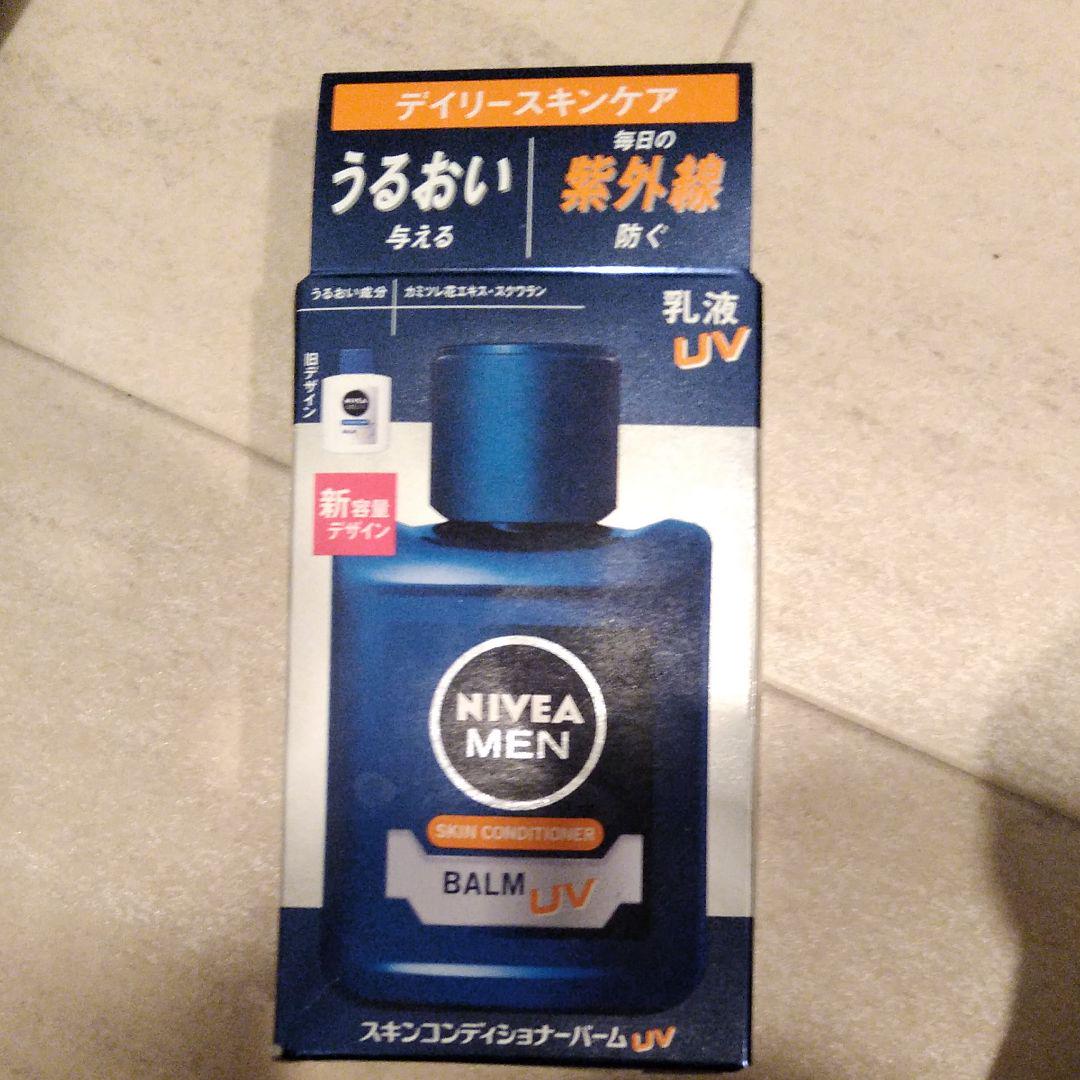 デイリースキンケア
うるおい
与える
毎日の
紫外線
防ぐ
うるおい成分 カミツレ花エキス・スクワラン
乳液
UV
旧デザイン
NIVEA
新容量
デザイン
NIVEA
MEN
SKIN CONDITIONER
BALM UV
スキンコンディショナーバーム UV